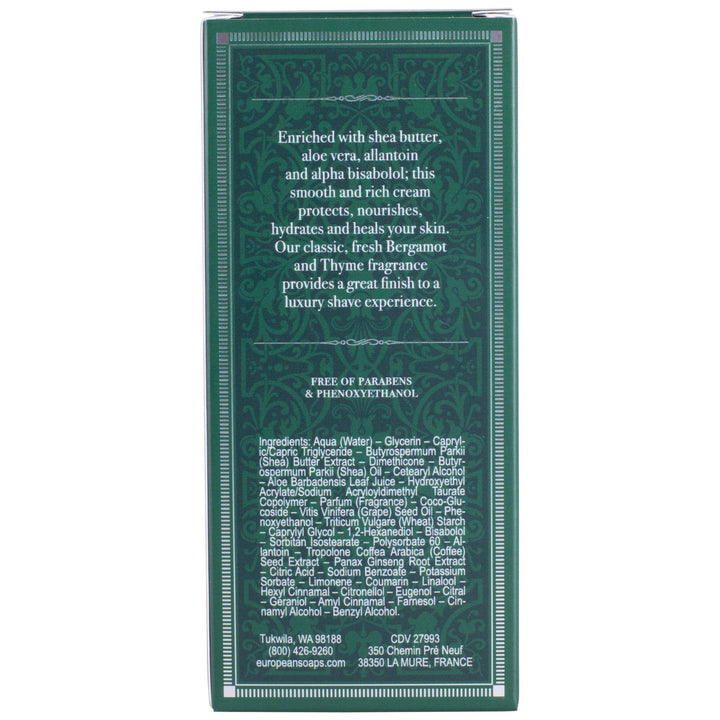 Enriched with shea butter,
aloe vera, allantoin
and alpha bisabolol; this
smooth and rich cream
protects, nourishes,
hydrates and heals your skin.
Our classic, fresh Bergamot
and Thyme fragrance
provides a great finish to a
luxury shave experience.
FREE OF PARABENS
& PHENOXYETHANOL
Ingredients: Aqua (Water) – Glycerin – Capryl-
ic/Capric Triglyceride – Butyrospermum Parkii
(Shea) Butter Extract – Dimethicone – Butyr-
ospermum Parkii (Shea) Oil – Cetearyl Alcohol
– Aloe Barbadensis Leaf Juice – Hydroxyethyl
Acrylate/Sodium Acryloyldimethyl Taurate
Copolymer – Parfum (Fragrance) – Coco-Glu-
coside – Vitis Vinifera (Grape) Seed Oil – Phe-
noxyethanol – Triticum Vulgare (Wheat) Starch
– Caprylyl Glycol – 1,2-Hexanediol – Bisabolol
– Sorbitan Isostearate – Polysorbate 60 – Al-
lantoin – Tropolone Coffea Arabica (Coffee)
Seed Extract – Panax Ginseng Root Extract
– Citric Acid – Sodium Benzoate – Potassium
Sorbate – Limonene – Coumarin – Linalool –
Hexyl Cinnamal – Citronellol – Eugenol – Citral
– Geraniol – Amyl Cinnamal – Farnesol – Cin-
namyl Alcohol – Benzyl Alcohol.
Tukwila, WA 98188
(800) 426-9260
europeansoaps.com
CDV 27993
350 Chemin Pré Neuf
38350 LA MURE, FRANCE